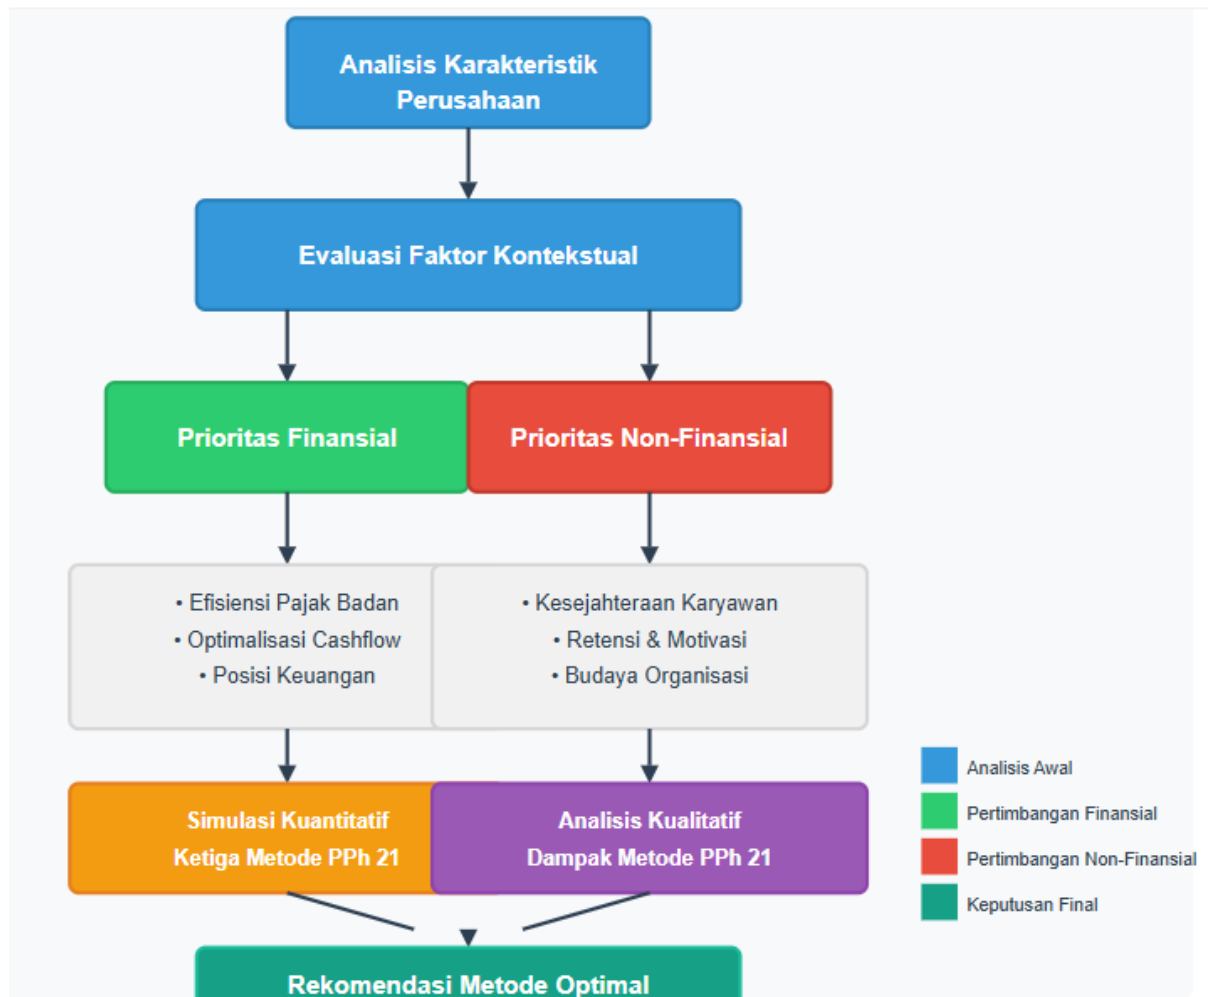 Analisis Karakteristik
Perusahaan
Evaluasi Faktor Kontekstual
Prioritas Finansial
Prioritas Non-Finansial
• Efisiensi Pajak Badan
• Optimalisasi Cashflow
• Posisi Keuangan
• Kesejahteraan Karyawan
• Retensi & Motivasi
• Budaya Organisasi
Simulasi Kuantitatif
Ketiga Metode PPh 21
Analisis Kualitatif
Dampak Metode PPh 21
Rekomendasi Metode Optimal
Analisis Awal
Pertimbangan Finansial
Pertimbangan Non-Finansial
Keputusan Final